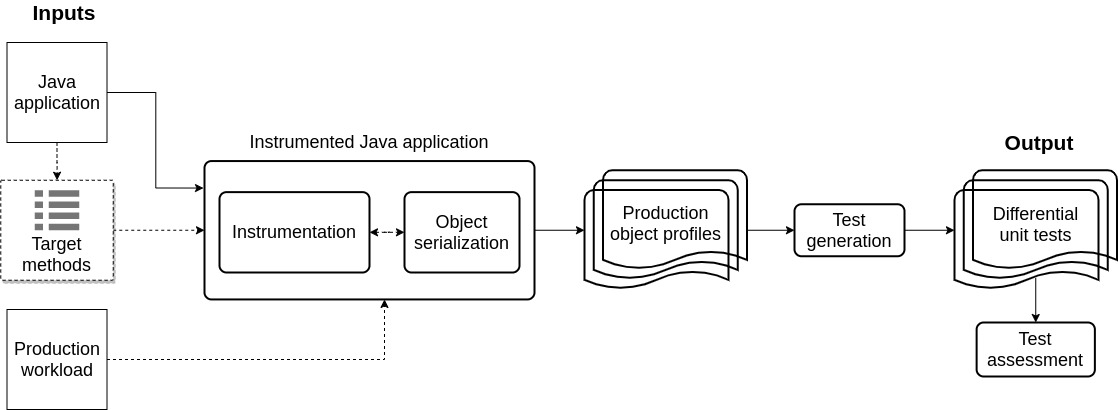 Inputs
Java
application
Target
methods
Production
workload
Instrumented Java application
Instrumentation
Object
serialization
Production
object profiles
Test
generation
Output
Differential
unit tests
Test
assessment